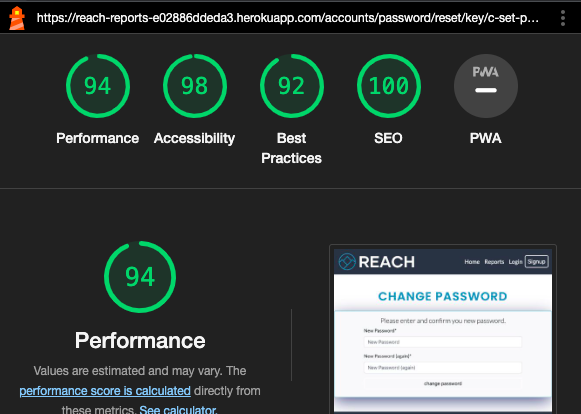 https://reach-reports-e02886ddeda3.herokuapp.com/accounts/password/reset/key/c-set-p...
94
98
92
100
PWA
Performance
Accessibility
Best
Practices
SEO
PWA
94
Performance
Values are estimated and may vary. The
performance score is calculated directly from
these metrics. See calculator.
REACH
Home Reports Login Signup
CHANGE PASSWORD
Please enter and confirm you new password.
New Password*
New Password
New Password (again)*
New Password (again)
change password